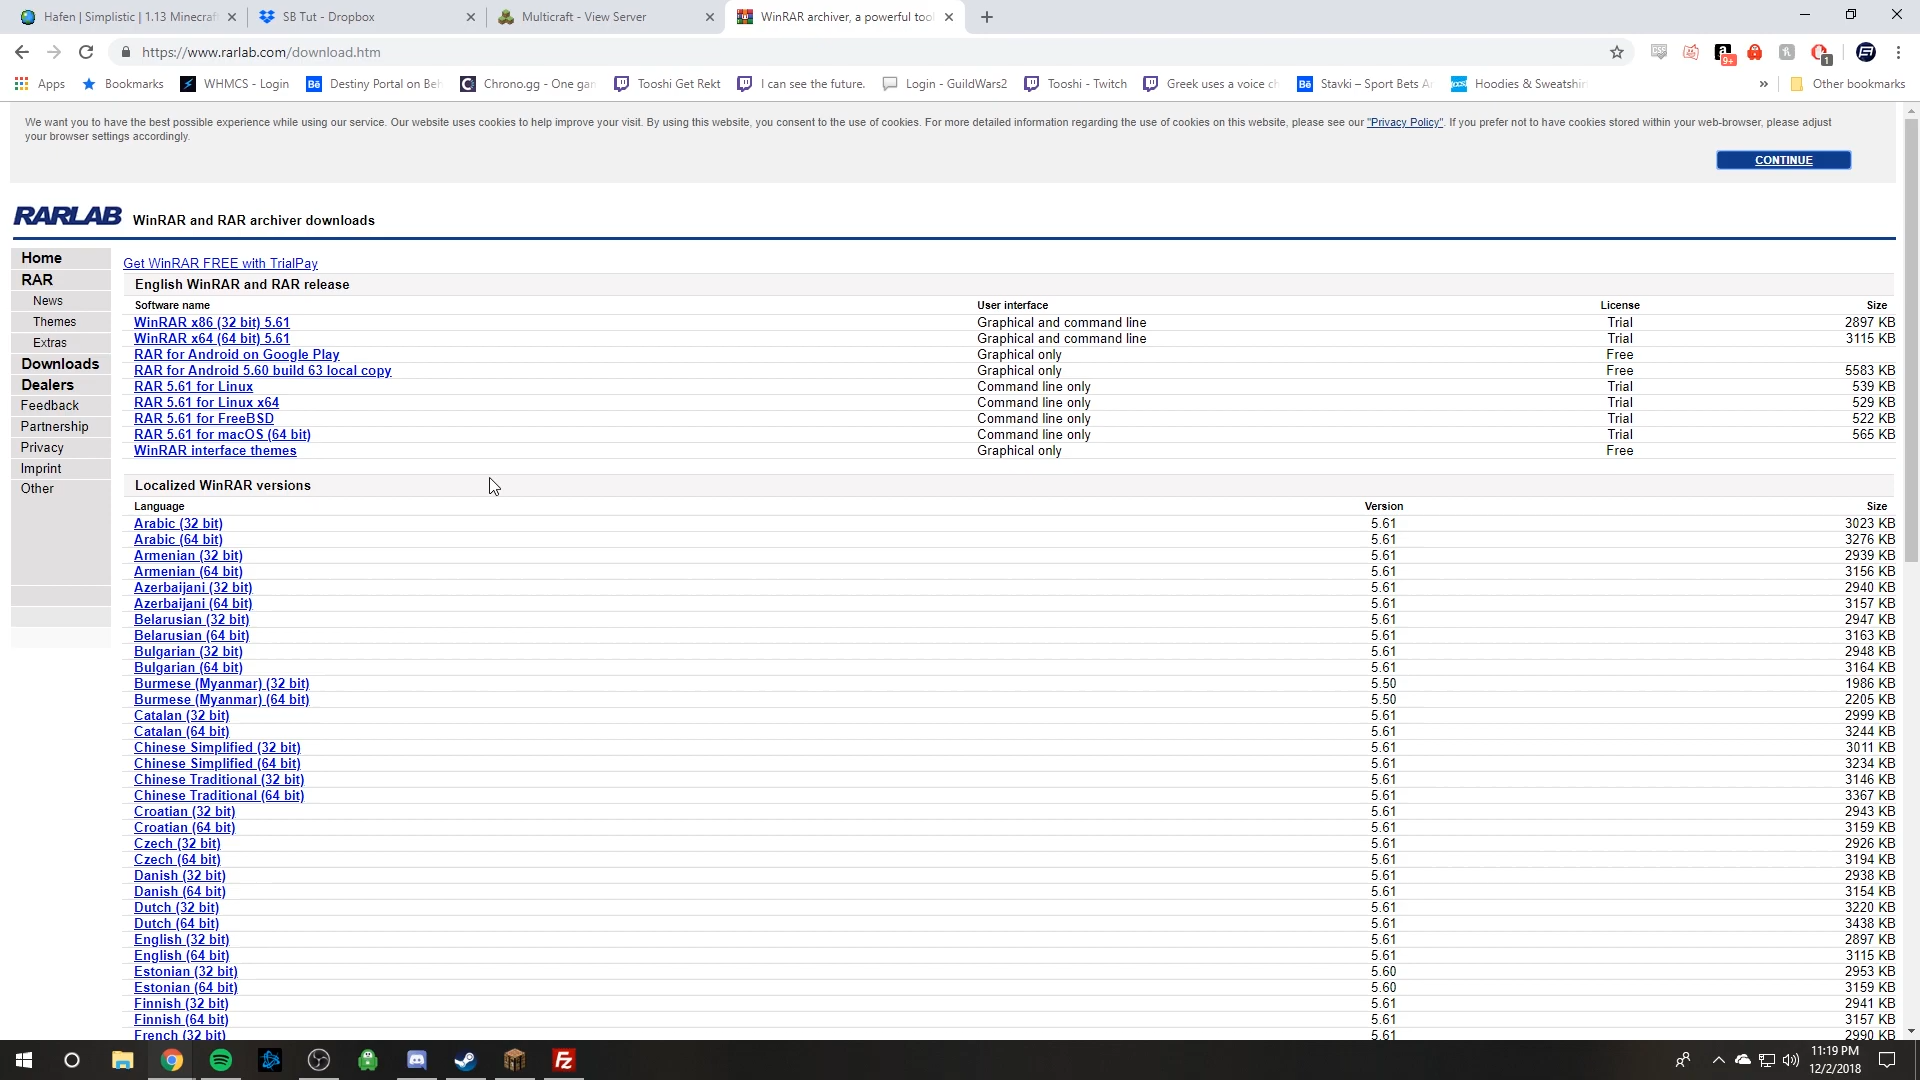 Hafen | Simplistic | 1.13 Minecraft
SB Tut - Dropbox
Multicraft - View Server
WinRAR archiver, a powerful tool
https://www.rarlab.com/download.htm
9+
1
Apps
Bookmarks
WHMCS - Login
Destiny Portal on Beh
Chrono.gg - One gam
Tooshi Get Rekt
I can see the future.
Login - GuildWars2
Tooshi - Twitch
Greek uses a voice ch
Stavki – Sport Bets A
Hoodies & Sweatshir
Other bookmarks
We want you to have the best possible experience while using our service. Our website uses cookies to help improve your visit. By using this website, you consent to the use of cookies. For more detailed information regarding the use of cookies on this website, please see our "Privacy Policy". If you prefer not to have cookies stored within your web-browser, please adjust
your browser settings accordingly.
CONTINUE
RARLAB WinRAR and RAR archiver downloads
Home
RAR
News
Themes
Extras
Downloads
Dealers
Feedback
Partnership
Privacy
Imprint
Other
Get WinRAR FREE with TrialPay
English WinRAR and RAR release
Software name User interface License Size
WinRAR x86 (32 bit) 5.61 Graphical and command line Trial 2897 KB
WinRAR x64 (64 bit) 5.61 Graphical and command line Trial 3115 KB
RAR for Android on Google Play Graphical only Free
RAR for Android 5.60 build 63 local copy Graphical only Free 5583 KB
RAR 5.61 for Linux Command line only Trial 539 KB
RAR 5.61 for Linux x64 Command line only Trial 529 KB
RAR 5.61 for FreeBSD Command line only Trial 522 KB
RAR 5.61 for macOS (64 bit) Command line only Trial 565 KB
WinRAR interface themes Graphical only Free
Localized WinRAR versions
Language Version Size
Arabic (32 bit) 5.61 3023 KB
Arabic (64 bit) 5.61 3276 KB
Armenian (32 bit) 5.61 2939 KB
Armenian (64 bit) 5.61 3156 KB
Azerbaijani (32 bit) 5.61 2940 KB
Azerbaijani (64 bit) 5.61 3157 KB
Belarusian (32 bit) 5.61 2947 KB
Belarusian (64 bit) 5.61 3163 KB
Bulgarian (32 bit) 5.61 2948 KB
Bulgarian (64 bit) 5.61 3164 KB
Burmese (Myanmar) (32 bit) 5.50 1986 KB
Burmese (Myanmar) (64 bit) 5.50 2205 KB
Catalan (32 bit) 5.61 2999 KB
Catalan (64 bit) 5.61 3244 KB
Chinese Simplified (32 bit) 5.61 3011 KB
Chinese Simplified (64 bit) 5.61 3234 KB
Chinese Traditional (32 bit) 5.61 3146 KB
Chinese Traditional (64 bit) 5.61 3367 KB
Croatian (32 bit) 5.61 2943 KB
Croatian (64 bit) 5.61 3159 KB
Czech (32 bit) 5.61 2926 KB
Czech (64 bit) 5.61 3194 KB
Danish (32 bit) 5.61 2938 KB
Danish (64 bit) 5.61 3154 KB
Dutch (32 bit) 5.61 3220 KB
Dutch (64 bit) 5.61 3438 KB
English (32 bit) 5.61 2897 KB
English (64 bit) 5.61 3115 KB
Estonian (32 bit) 5.60 2953 KB
Estonian (64 bit) 5.60 3159 KB
Finnish (32 bit) 5.61 2941 KB
Finnish (64 bit) 5.61 3157 KB
French (32 bit) 5.61 2990 KB
11:19 PM
12/2/2018